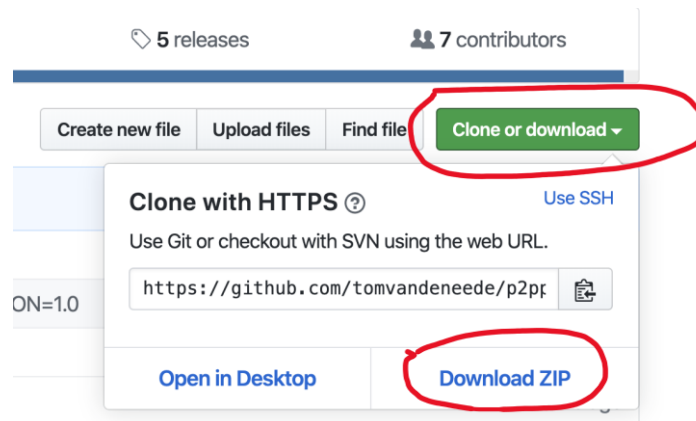 5 releases
7 contributors
Create new file
Upload files
Find file
Clone or download
Clone with HTTPS ?
Use SSH
Use Git or checkout with SVN using the web URL.
https://github.com/tomvandeneede/p2pp
ON=1.0
Open in Desktop
Download ZIP